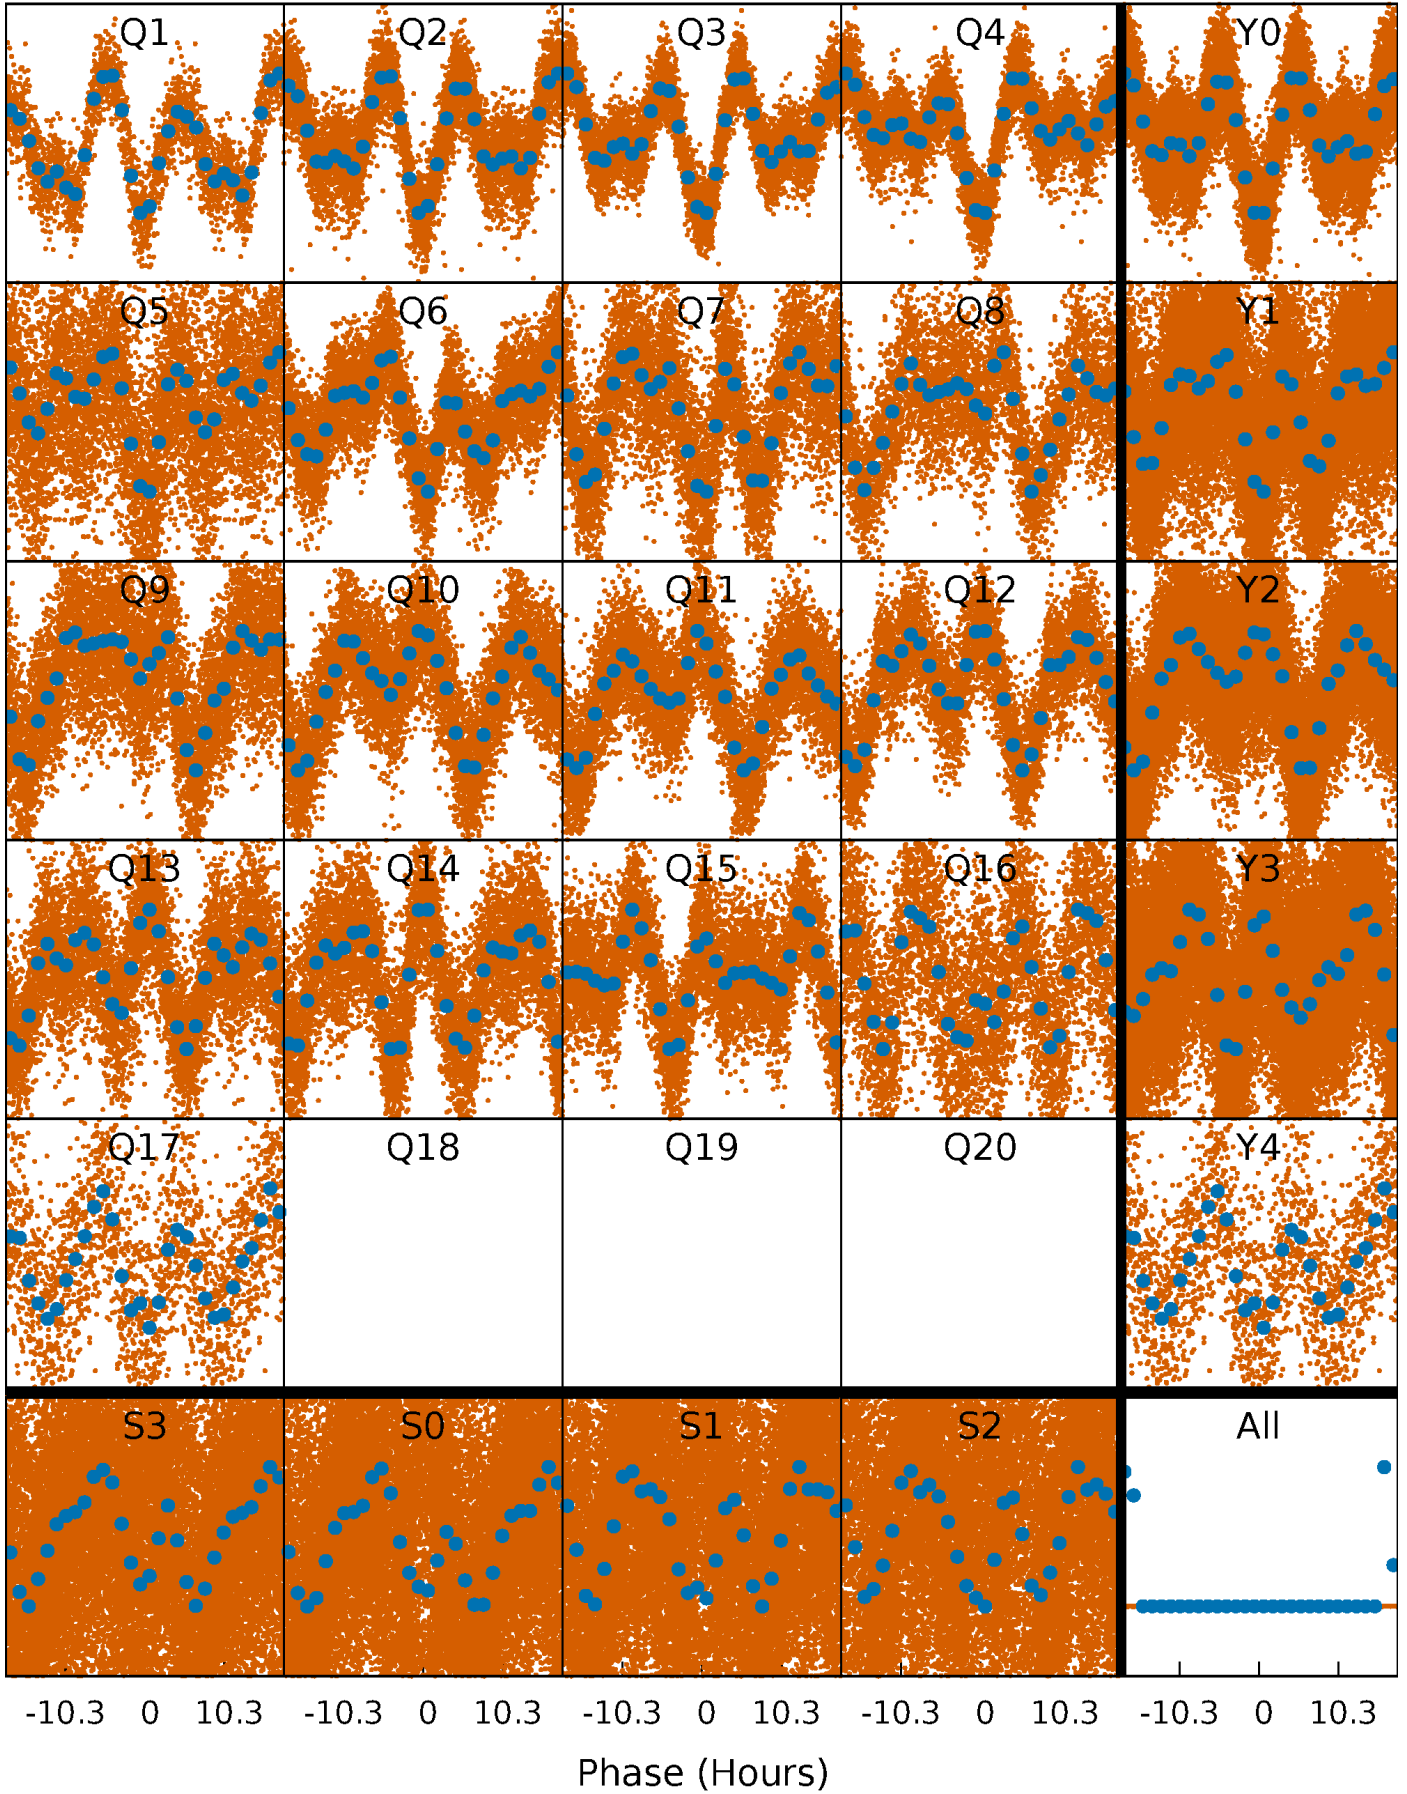 Q1 Q2 Q3 Q4 Y0
Q5 Q6 Q7 Q8 Y1
Q9 Q10 Q11 Q12 Y2
Q13 Q14 Q15 Q16 Y3
Q17 Q18 Q19 Q20 Y4
S3 S0 S1 S2 All
-10.3 0 10.3 -10.3 0 10.3 -10.3 0 10.3 -10.3 0 10.3 -10.3 0 10.3
Phase (Hours)